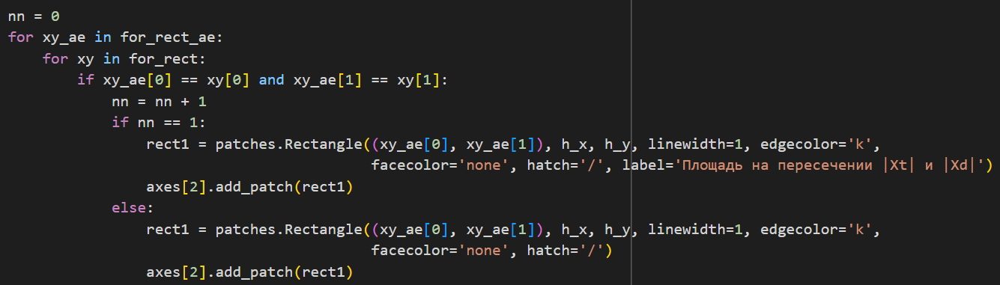 nn = 0
for xy_ae in for_rect_ae:
    for xy in for_rect:
        if xy_ae[0] == xy[0] and xy_ae[1] == xy[1]:
            nn = nn + 1
            if nn == 1:
                rect1 = patches.Rectangle((xy_ae[0], xy_ae[1]), h_x, h_y, linewidth=1, edgecolor='k',
                                          facecolor='none', hatch='/', label='Площадь на пересечении |Xt| и |Xd|')
                axes[2].add_patch(rect1)
            else:
                rect1 = patches.Rectangle((xy_ae[0], xy_ae[1]), h_x, h_y, linewidth=1, edgecolor='k',
                                          facecolor='none', hatch='/')
                axes[2].add_patch(rect1)